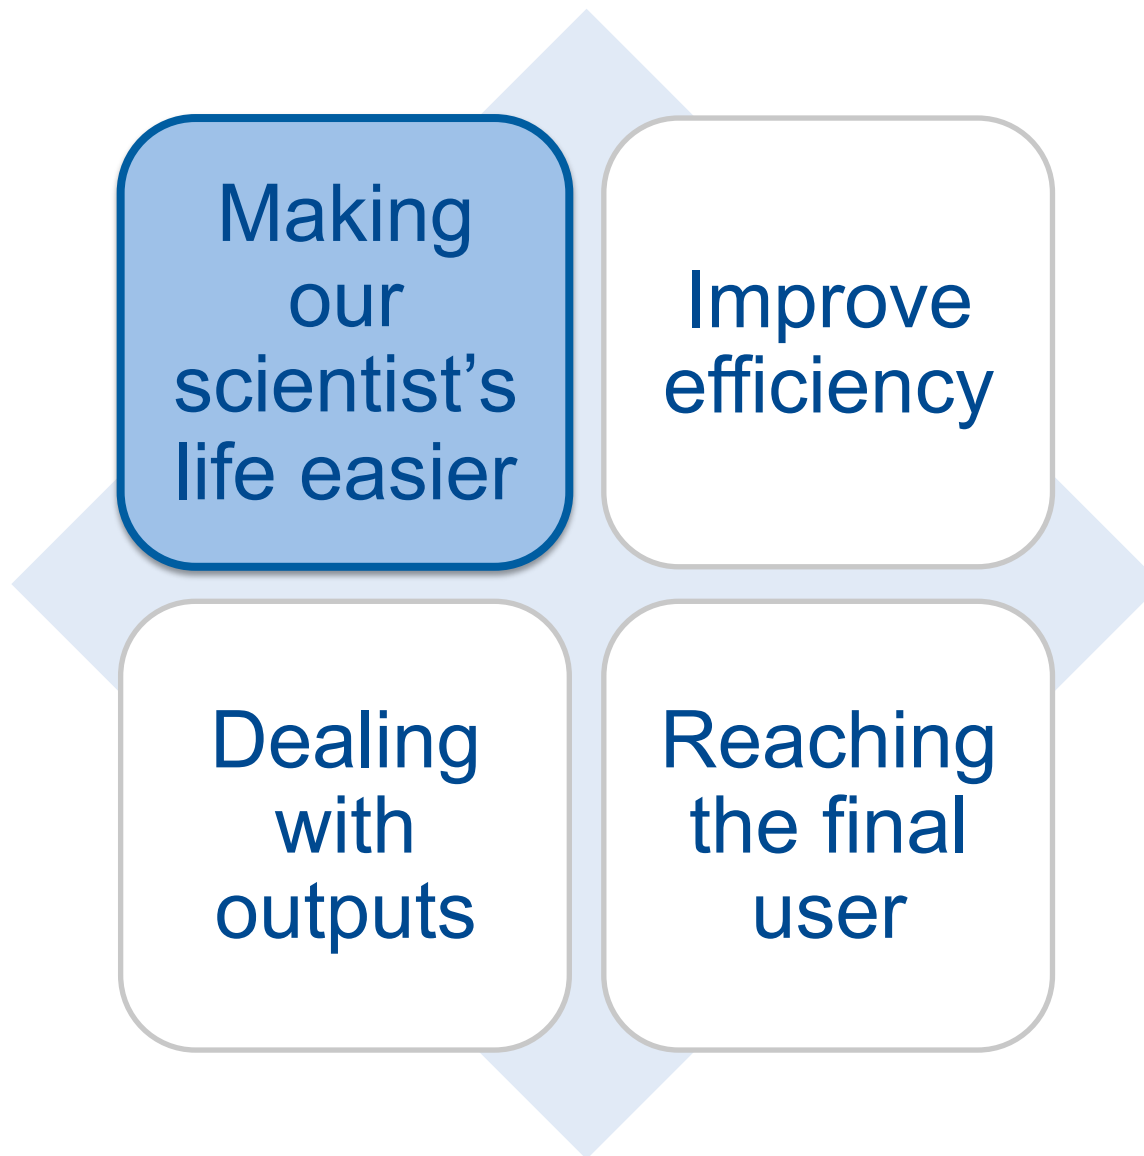 Making
our
scientist’s
life easier
Improve
efficiency
Dealing
with
outputs
Reaching
the final
user